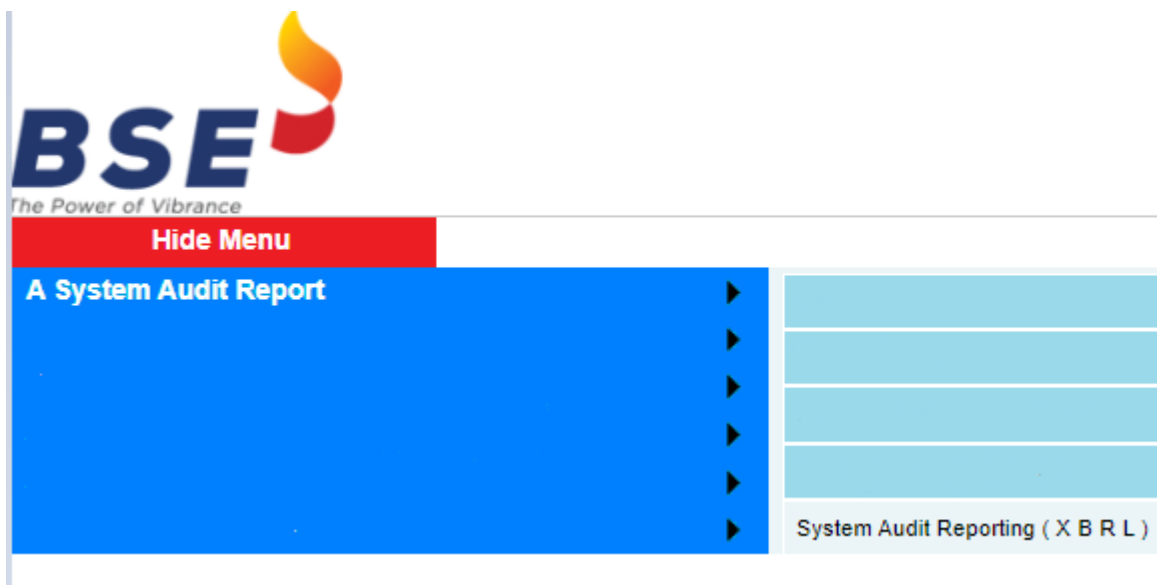 BSE
The Power of Vibrance
Hide Menu
A System Audit Report
System Audit Reporting ( X B R L )